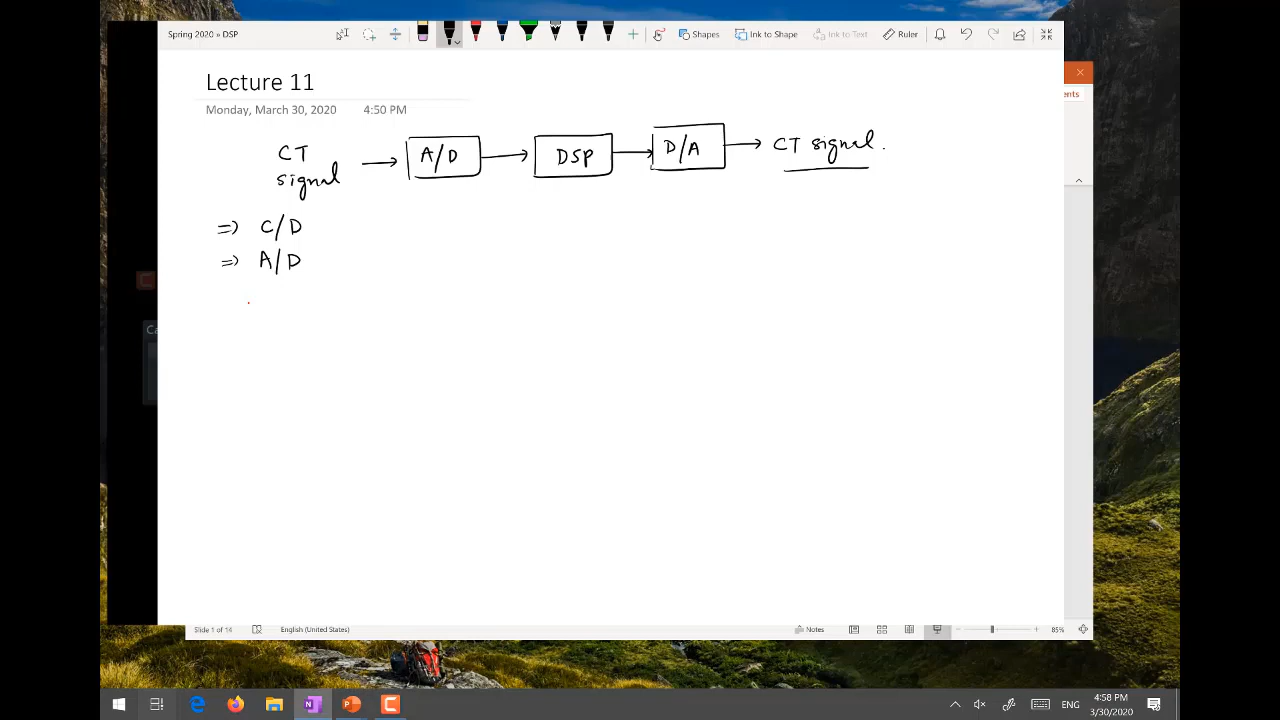 Spring 2020 » DSP
Shapes
Ink to Shape
Ink to Text
Ruler
Lecture 11
Monday, March 30, 2020 4:50 PM
CT signal → A/D → DSP → D/A → CT signal.
⇒ C/D
⇒ A/D
ents
Ca
Slide 1 of 14
English (United States)
Notes
85%
ENG
4:58 PM
3/30/2020